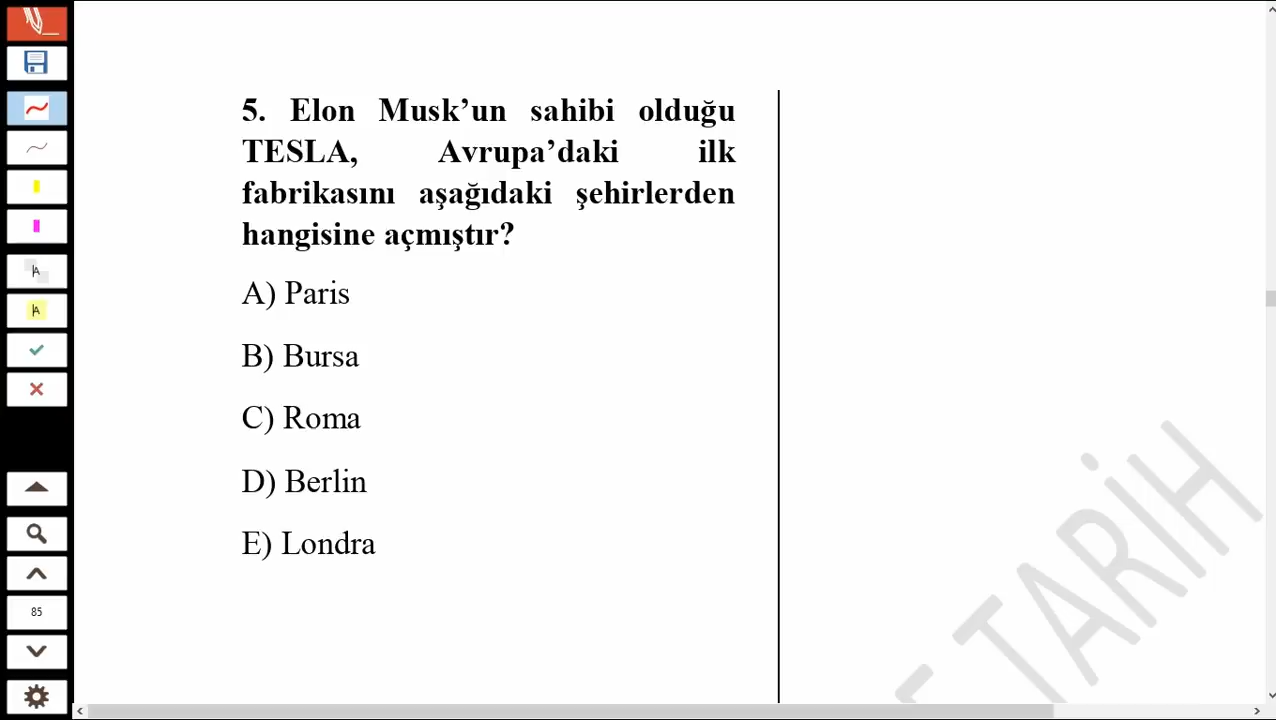 5. Elon Musk’un sahibi olduğu
TESLA, Avrupa’daki ilk
fabrikasını aşağıdaki şehirlerden
hangisine açmıştır?
A) Paris
B) Bursa
C) Roma
D) Berlin
E) Londra
85
TARİH